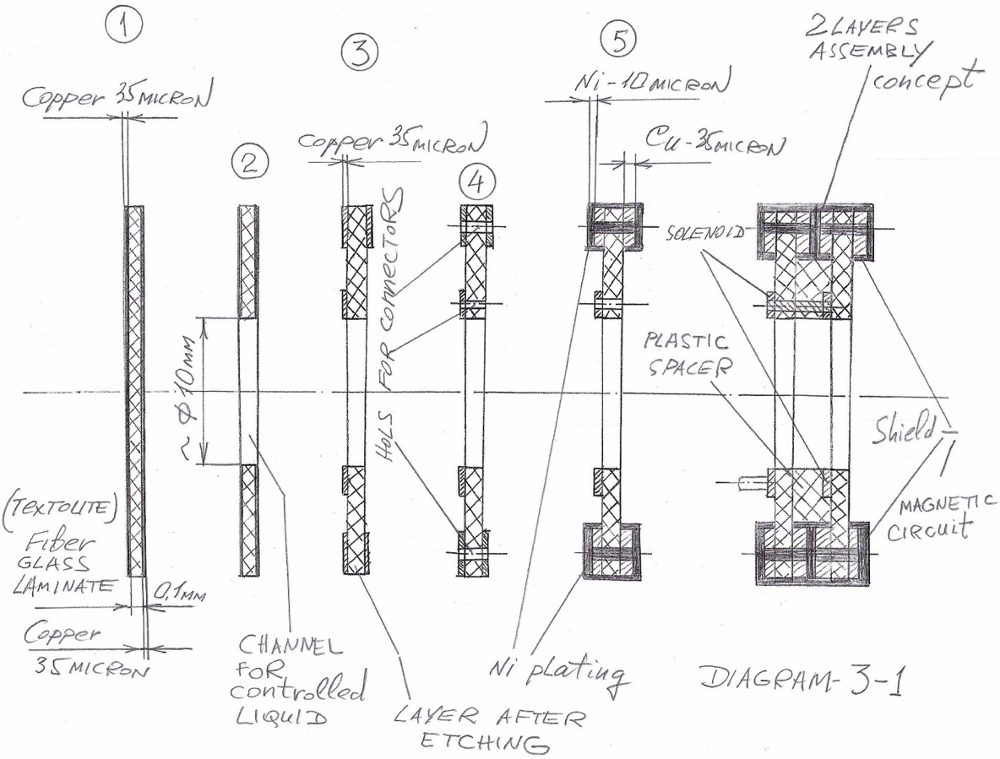 1
Copper 35 MICRON
2
3
Copper 35 MICRON
4
5
Ni-10 MICRON
Cu-35 MICRON
2 LAYERS
ASSEMBLY
concept
SOLENOID
HOLS FOR CONNECTORS
~ Ø 10 MM
PLASTIC
SPACER
Shield
MAGNETIC
CIRCUIT
(TEXTOLITE)
Fiber
GLASS
LAMINATE
0,1 MM
Copper
35 MICRON
CHANNEL
FOR
controlled
LIQUID
LAYER AFTER
ETCHING
Ni plating
DIAGRAM-3-1